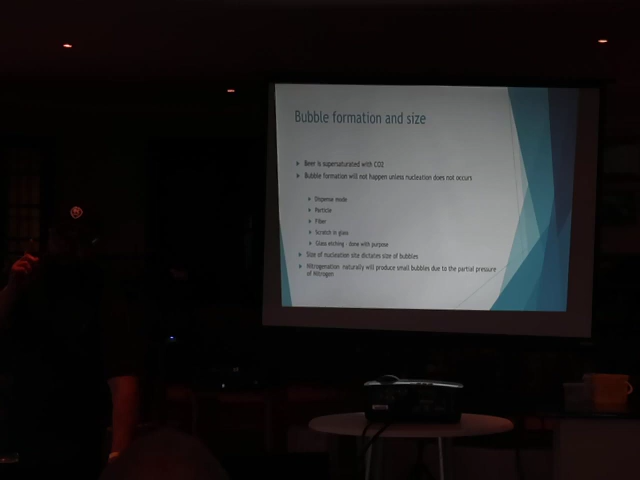 Bubble formation and size
Beer is supersaturated with CO2
Bubble formation will not happen unless nucleation does not occurs
Dispense mode
Particle
Fiber
Scratch in glass
Glass etching - done with purpose
Size of nucleation site dictates size of bubbles
Nitrogenation naturally will produce small bubbles due to the partial pressure
of Nitrogen